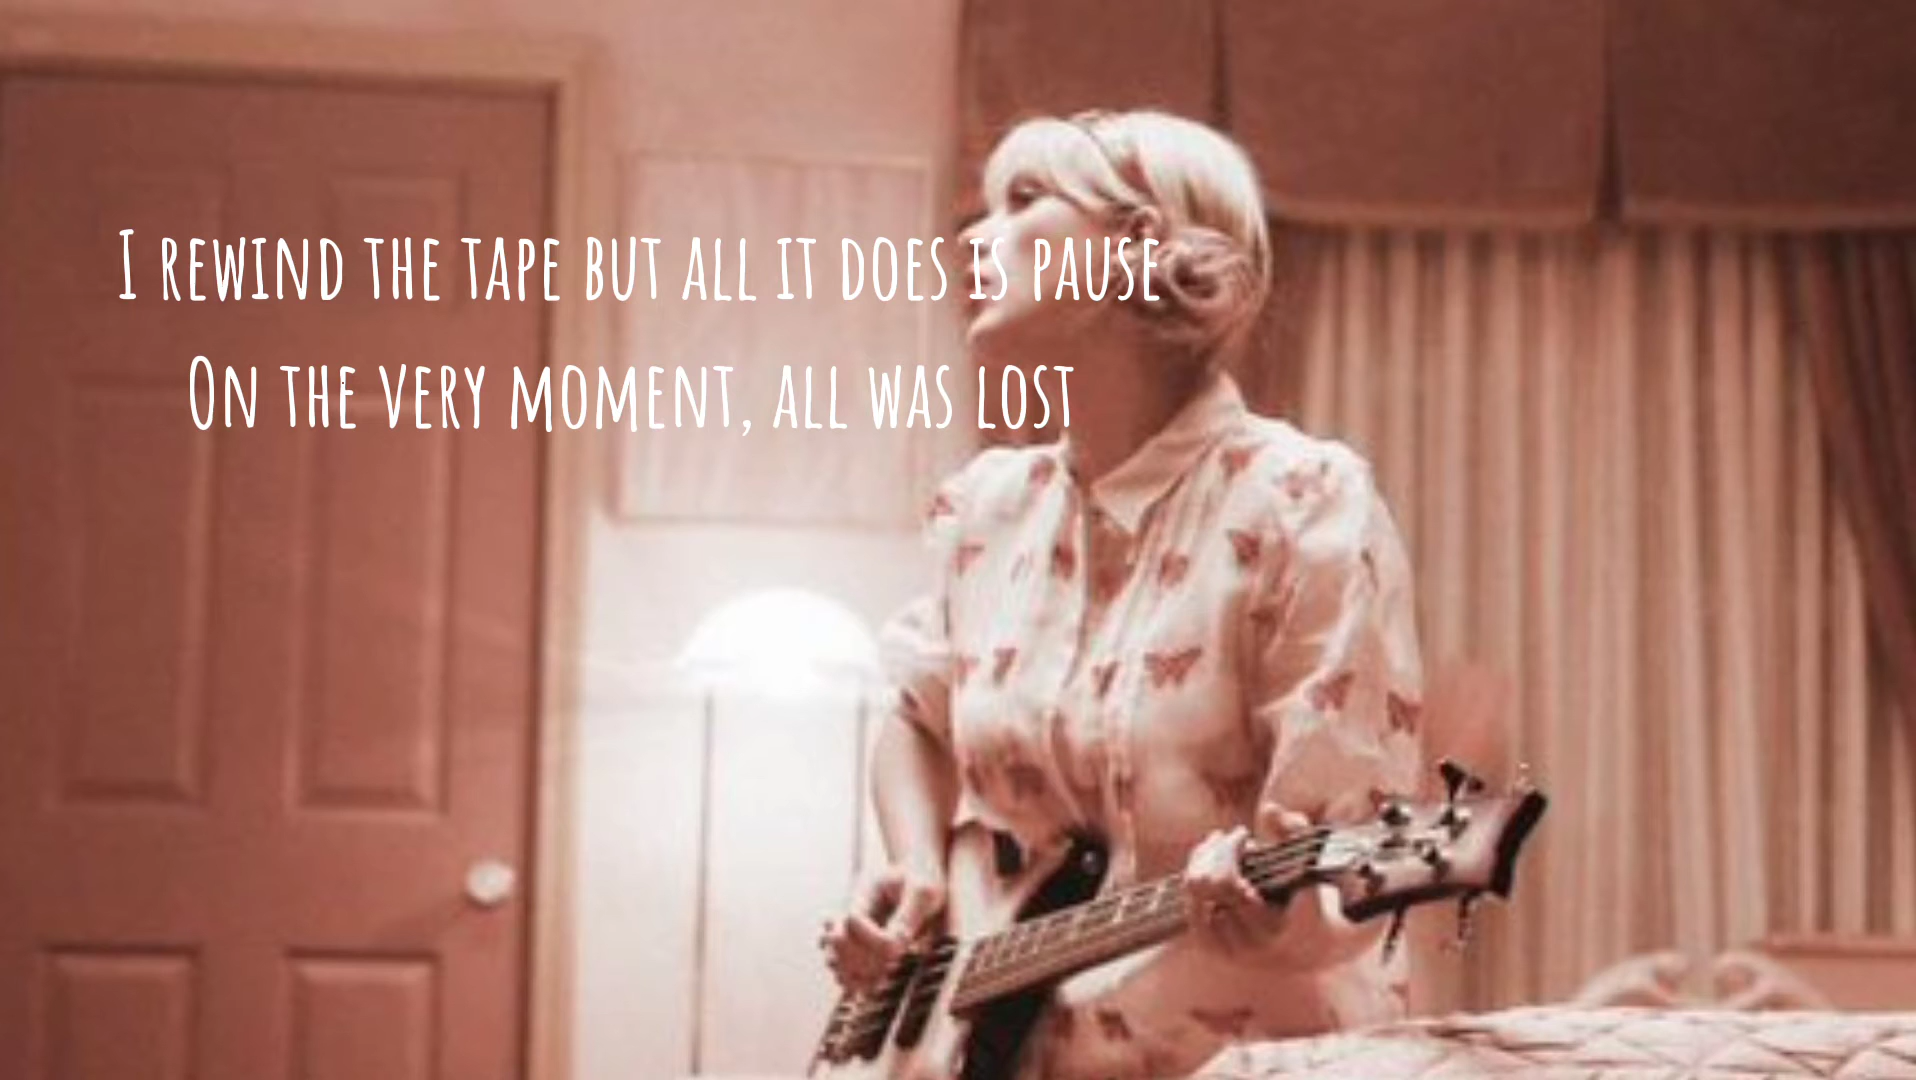 I rewind the tape but all it does is pause
On the very moment, all was lost